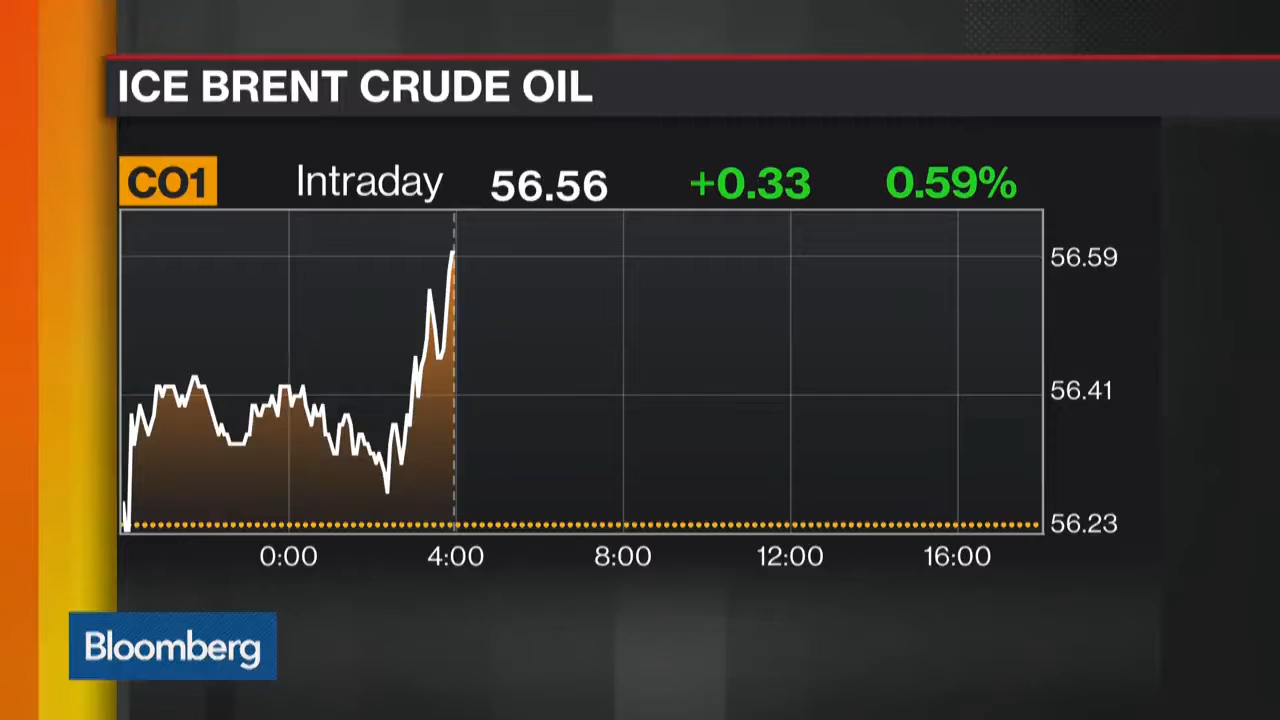 ICE BRENT CRUDE OIL
CO1 Intraday 56.56 +0.33 0.59%
56.59
56.41
56.23
0:00 4:00 8:00 12:00 16:00
Bloomberg